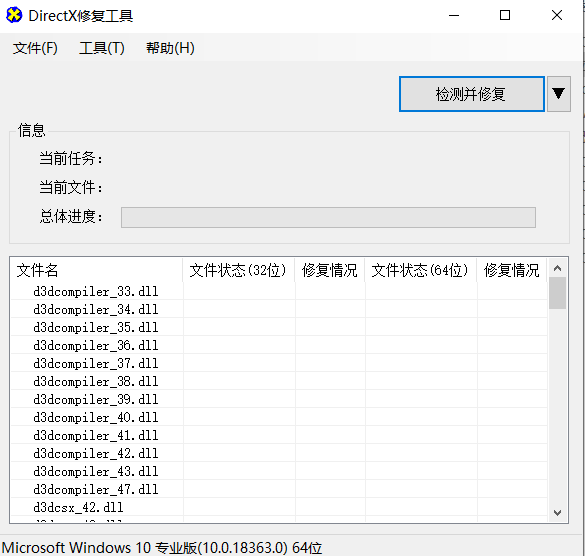 DirectX修复工具
文件(F) 工具(T) 帮助(H)
检测并修复
信息
当前任务：
当前文件：
总体进度：
文件名 文件状态(32位) 修复情况 文件状态(64位) 修复情况
d3dcompiler_33.dll
d3dcompiler_34.dll
d3dcompiler_35.dll
d3dcompiler_36.dll
d3dcompiler_37.dll
d3dcompiler_38.dll
d3dcompiler_39.dll
d3dcompiler_40.dll
d3dcompiler_41.dll
d3dcompiler_42.dll
d3dcompiler_43.dll
d3dcompiler_47.dll
d3dcsx_42.dll
Microsoft Windows 10 专业版(10.0.18363.0) 64位